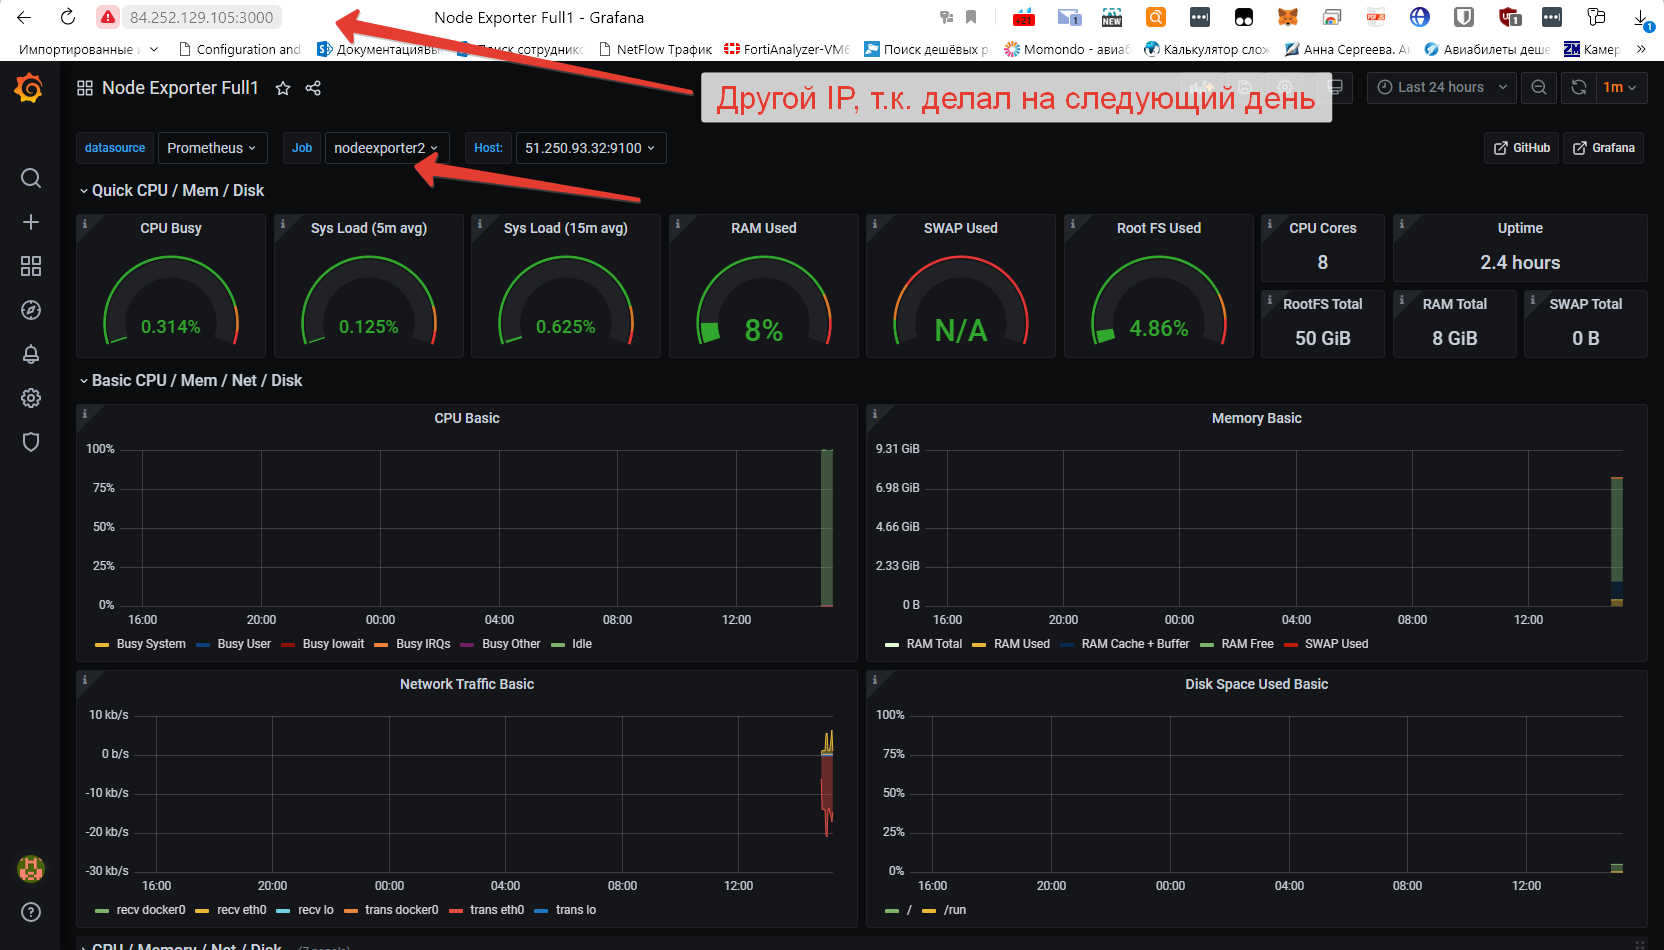 84.252.129.105:3000
Node Exporter Full1 - Grafana
+21
1
NEW
1
1
Импортированные
Configuration and
ДокументацияВы
Поиск сотруднико
NetFlow Трафик
FortiAnalyzer-VM6
Поиск дешёвых р
Momondo - авиаб
Калькулятор слож
Анна Сергеева. А
Авиабилеты деше
ZM Камер
»
Node Exporter Full1
Другой IP, т.к. делал на следующий день
Last 24 hours
1m
datasource
Prometheus
Job
nodeexporter2
Host:
51.250.93.32:9100
GitHub
Grafana
Quick CPU / Mem / Disk
CPU Busy
0.314%
Sys Load (5m avg)
0.125%
Sys Load (15m avg)
0.625%
RAM Used
8%
SWAP Used
N/A
Root FS Used
4.86%
CPU Cores
8
Uptime
2.4 hours
RootFS Total
50 GiB
RAM Total
8 GiB
SWAP Total
0 B
Basic CPU / Mem / Net / Disk
CPU Basic
100%
75%
50%
25%
0%
16:00 20:00 00:00 04:00 08:00 12:00
Busy System Busy User Busy Iowait Busy IRQs Busy Other Idle
Memory Basic
9.31 GiB
6.98 GiB
4.66 GiB
2.33 GiB
0 B
16:00 20:00 00:00 04:00 08:00 12:00
RAM Total RAM Used RAM Cache + Buffer RAM Free SWAP Used
Network Traffic Basic
10 kb/s
0 b/s
-10 kb/s
-20 kb/s
-30 kb/s
16:00 20:00 00:00 04:00 08:00 12:00
recv docker0 recv eth0 recv lo trans docker0 trans eth0 trans lo
Disk Space Used Basic
100%
75%
50%
25%
0%
16:00 20:00 00:00 04:00 08:00 12:00
/ /run
CPU / Memory / Net / Disk (7 panels)